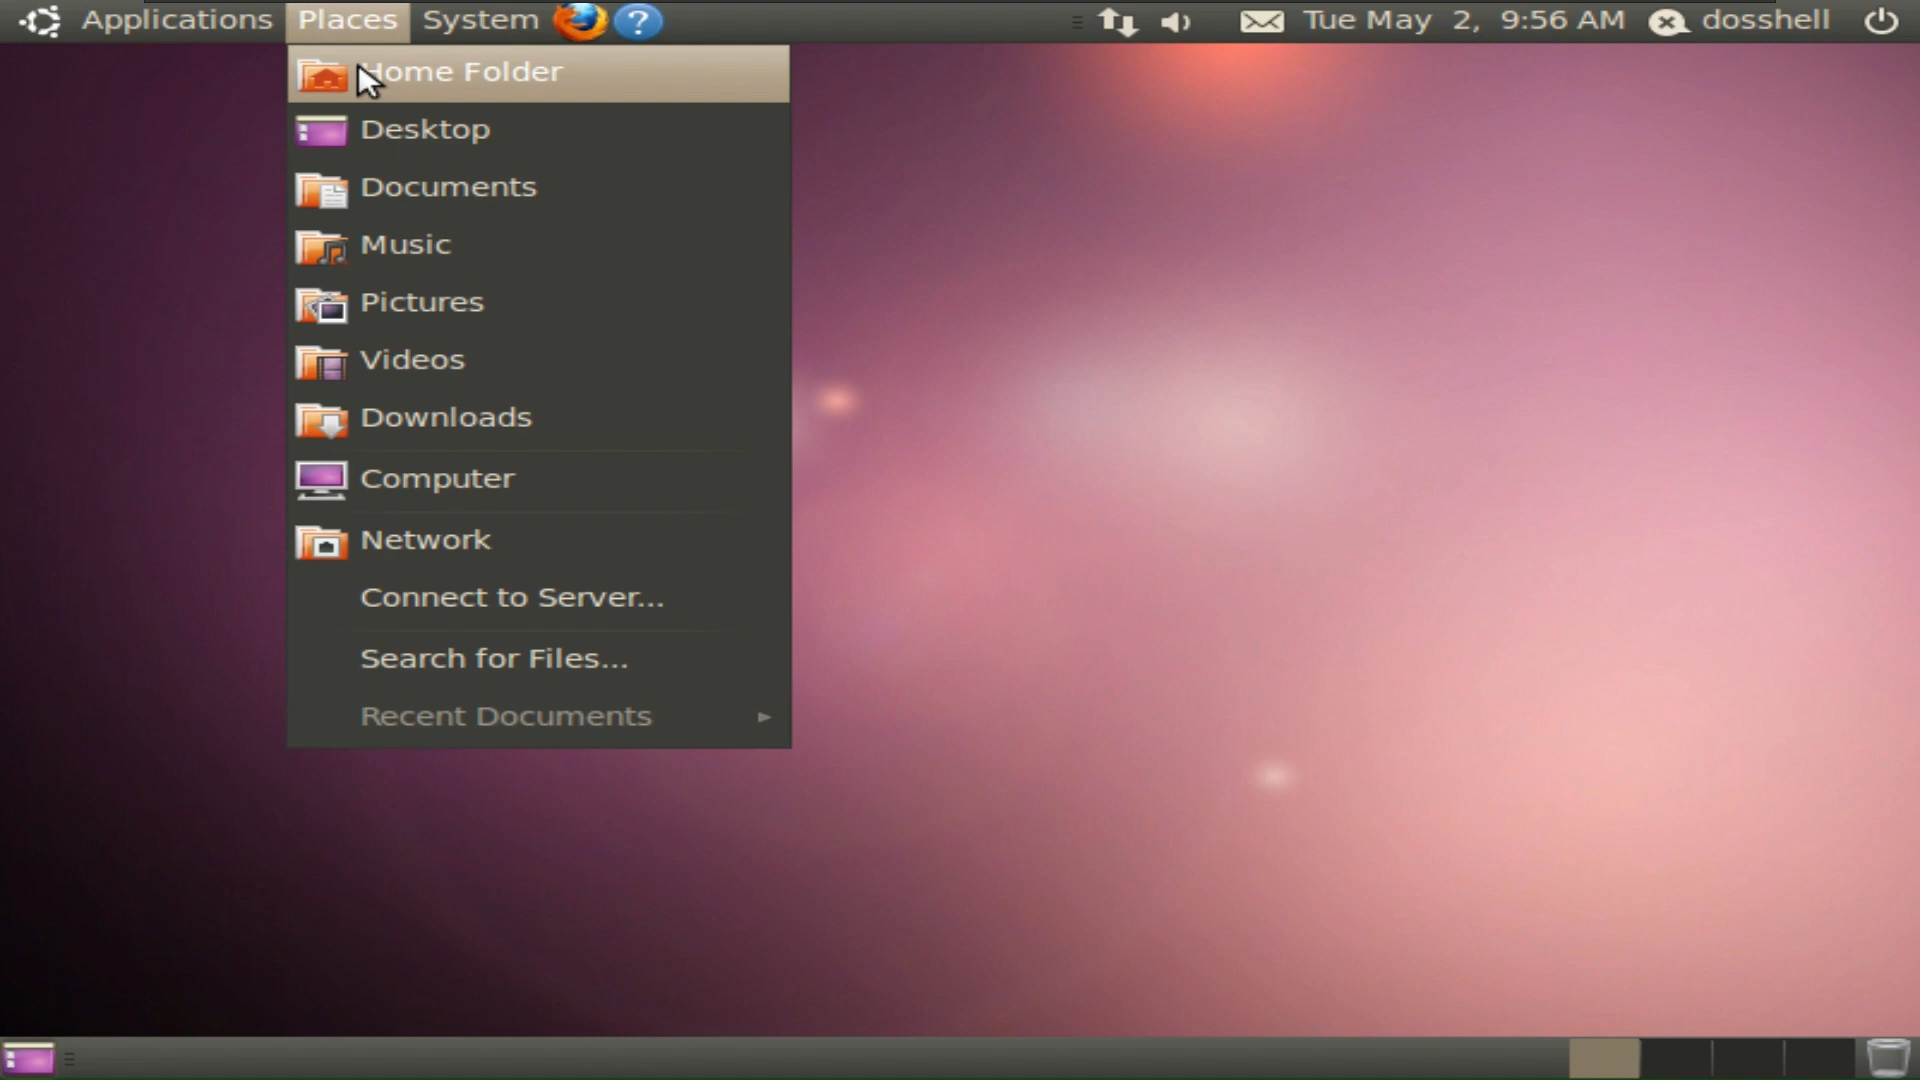 Applications Places System ? Tue May 2, 9:56 AM dosshell
Home Folder
Desktop
Documents
Music
Pictures
Videos
Downloads
Computer
Network
Connect to Server...
Search for Files...
Recent Documents